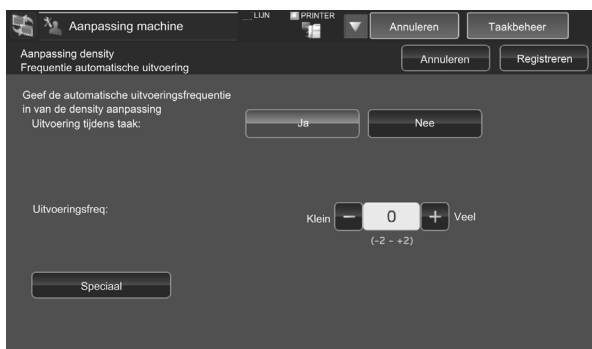 Aanpassing machine
LIJN
PRINTER
Annuleren
Taakbeheer
Aanpassing density
Frequentie automatische uitvoering
Annuleren
Registreren
Geef de automatische uitvoeringsfrequentie
in van de density aanpassing
Uitvoering tijdens taak:
Ja
Nee
Uitvoeringsfreq:
Klein
−
0
+
Veel
(-2 - +2)
Speciaal